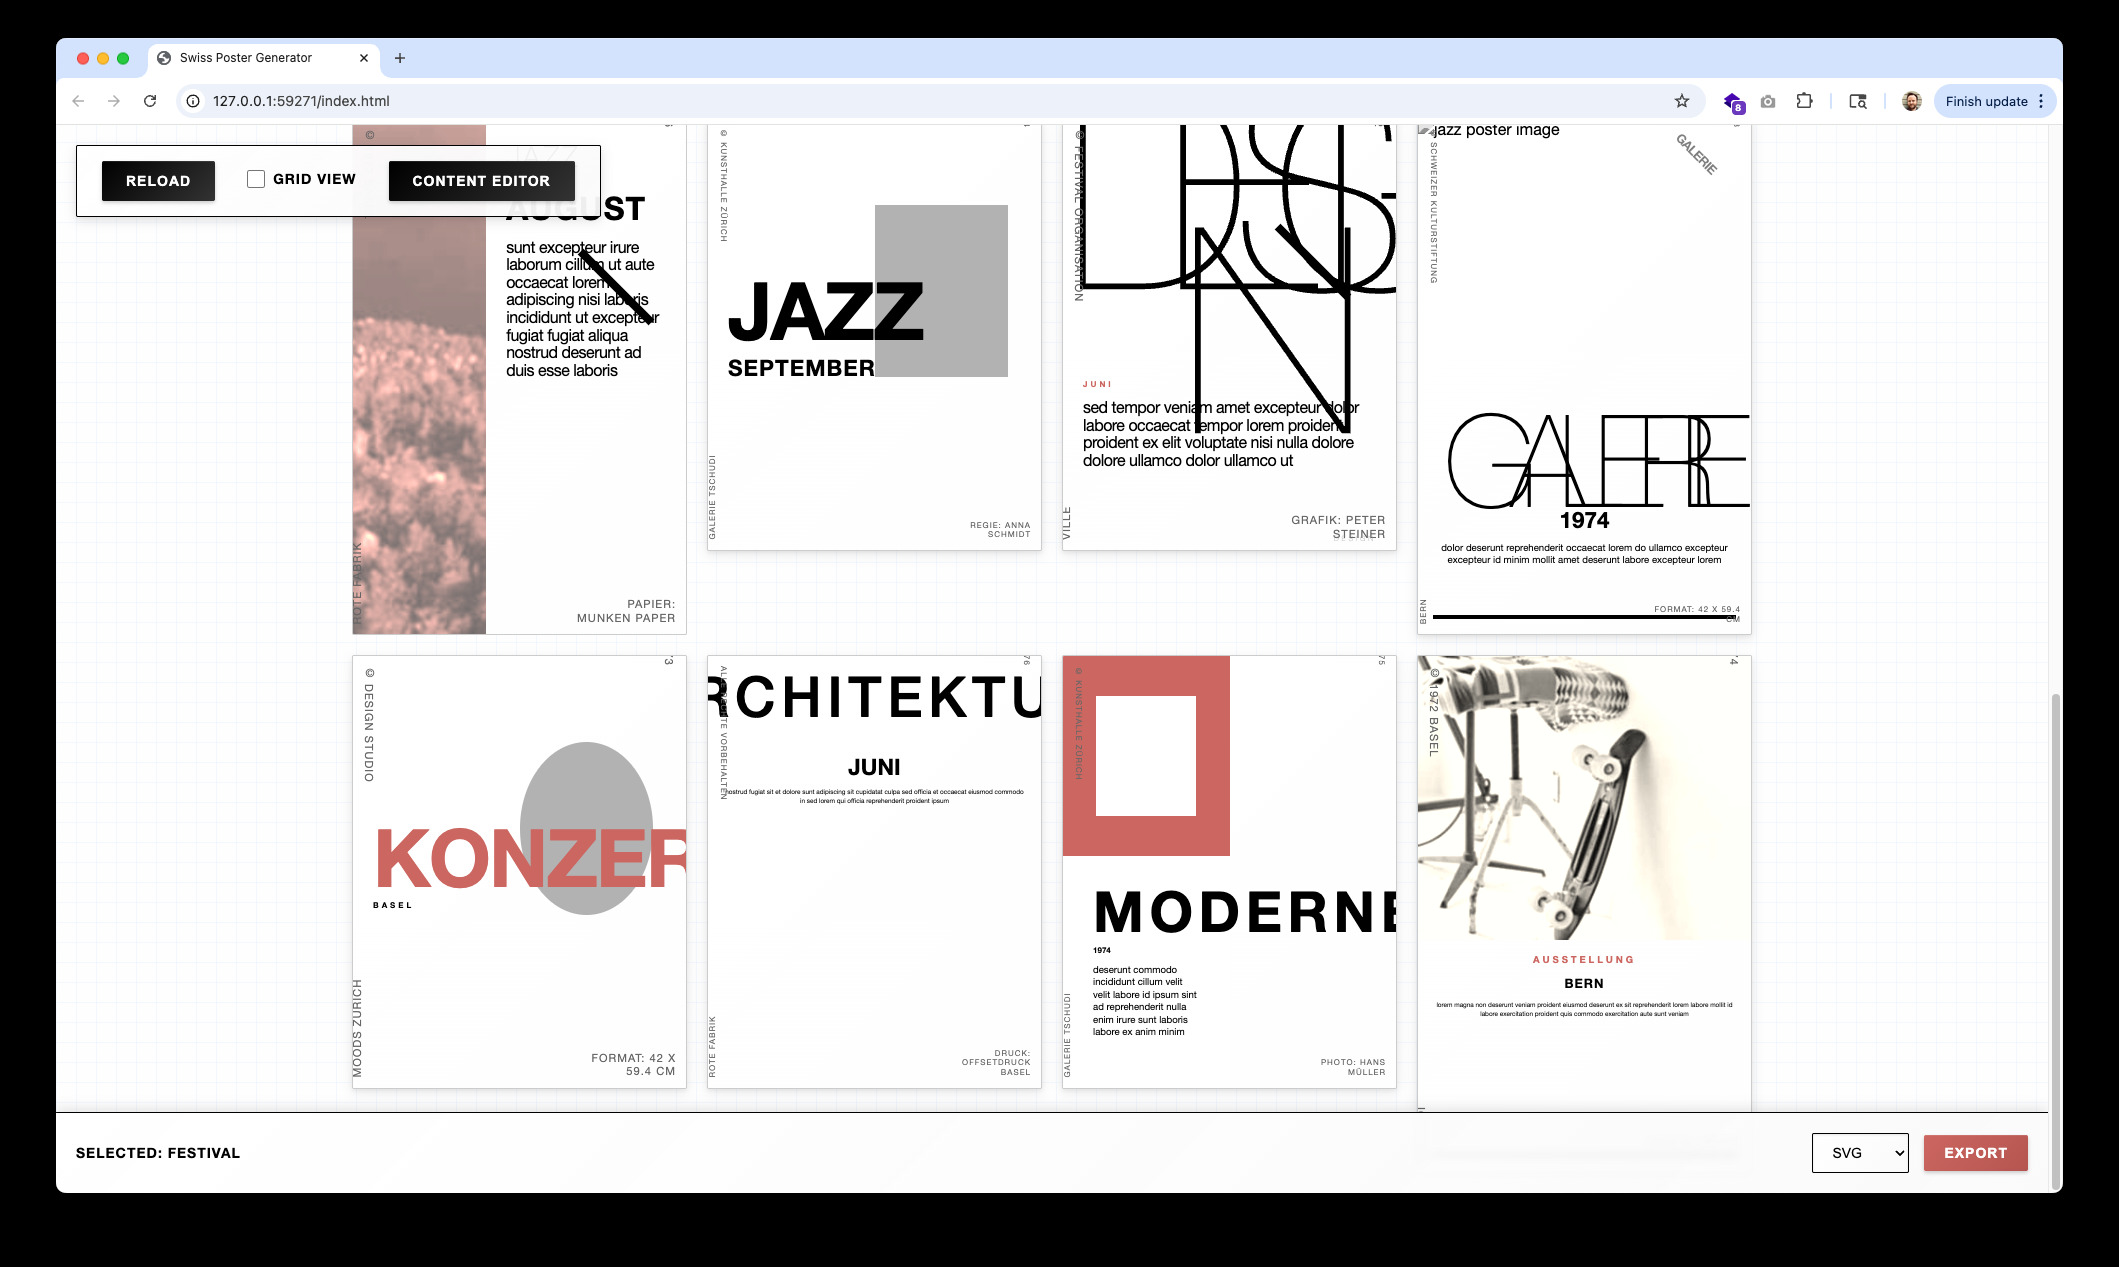 Swiss Poster Generator
127.0.0.1:59271/index.html
8
Finish update
RELOAD
GRID VIEW
CONTENT EDITOR
©
AUGUST
sunt excepteur irure
laborum cillum ut aute
occaecat lorem
adipiscing nisi laboris
incididunt ut excepteur
fugiat fugiat aliqua
nostrud deserunt ad
duis esse laboris
ROTE FABRIK
PAPIER:
MUNKEN PAPER
© KUNSTHALLE ZÜRICH
JAZZ
SEPTEMBER
GALERIE TSCHUDI
REGIE: ANNA
SCHMIDT
© FESTIVAL ORGANISATION
JUNI
sed tempor veniam amet excepteur dolor
labore occaecat tempor lorem proident
proident ex elit voluptate nisi nulla dolore
dolore ullamco dolor ullamco ut
VILLE
GRAFIK: PETER
STEINER
jazz poster image
SCHWEIZER KULTURSTIFTUNG
GALERIE
GALERIE
1974
dolor deserunt reprehenderit occaecat lorem do ullamco excepteur
excepteur id minim mollit amet deserunt labore excepteur lorem
BERN
FORMAT: 42 X 59.4
CM
© DESIGN STUDIO
'3
KONZER
BASEL
MOODS ZÜRICH
FORMAT: 42 X
59.4 CM
76
RCHITEKTU
ALLE RECHTE VORBEHALTEN
JUNI
nostrud fugiat sit et dolore sunt adipiscing sit cupidatat culpa sed officia et occaecat eiusmod commodo
in sed lorem qui officia reprehenderit proident ipsum
ROTE FABRIK
DRUCK:
OFFSETDRUCK
BASEL
© KUNSTHALLE ZÜRICH
75
MODERNE
1974
deserunt commodo
incididunt cillum velit
velit labore id ipsum sint
ad reprehenderit nulla
enim irure sunt laboris
labore ex anim minim
GALERIE TSCHUDI
PHOTO: HANS
MÜLLER
© 1972 BASEL
'4
AUSSTELLUNG
BERN
lorem magna non deserunt veniam proident eiusmod deserunt ex sit reprehenderit lorem labore mollit id
labore exercitation proident quis commodo exercitation aute sunt veniam
SELECTED: FESTIVAL
SVG
EXPORT